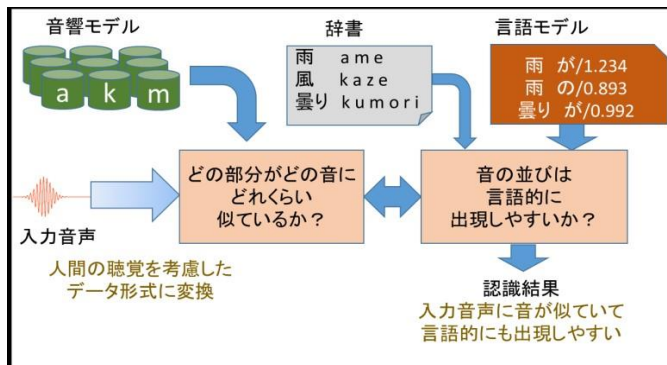 音響モデル
辞書
言語モデル
a k m
雨 ame
風 kaze
曇り kumori
雨 が/1.234
雨 の/0.893
曇り が/0.992
どの部分がどの音に
どれくらい
似ているか？
音の並びは
言語的に
出現しやすいか？
入力音声
人間の聴覚を考慮した
データ形式に変換
認識結果
入力音声に音が似ていて
言語的にも出現しやすい